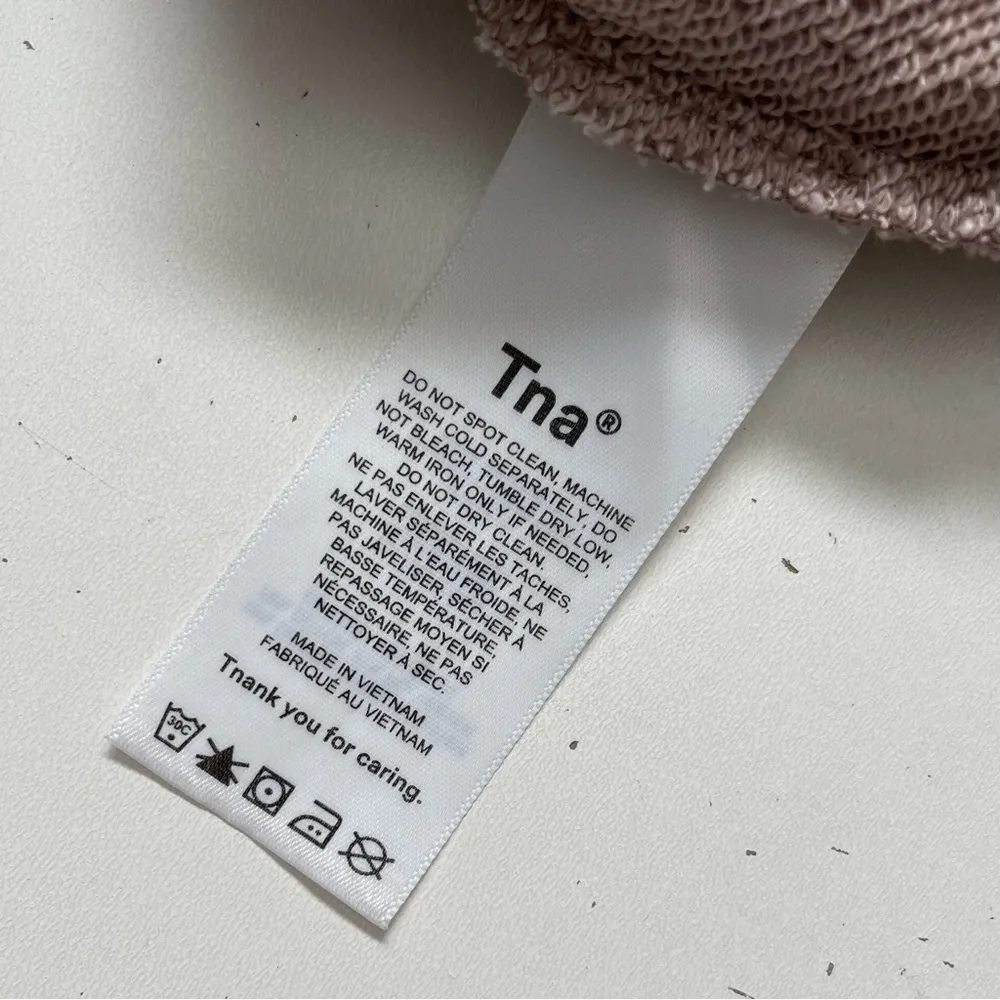 Tna®
DO NOT SPOT CLEAN, MACHINE
WASH COLD SEPARATELY, DO
NOT BLEACH, TUMBLE DRY LOW,
WARM IRON ONLY IF NEEDED,
DO NOT DRY CLEAN.
NE PAS ENLEVER LES TACHES,
LAVER SÉPARÉMENT À LA
MACHINE À L'EAU FROIDE, NE
PAS JAVELISER, SÉCHER À
BASSE TEMPÉRATURE,
REPASSAGE MOYEN SI
NÉCESSAIRE, NE PAS
NETTOYER À SEC.
MADE IN VIETNAM
FABRIQUÉ AU VIETNAM
Tnank you for caring.
30C